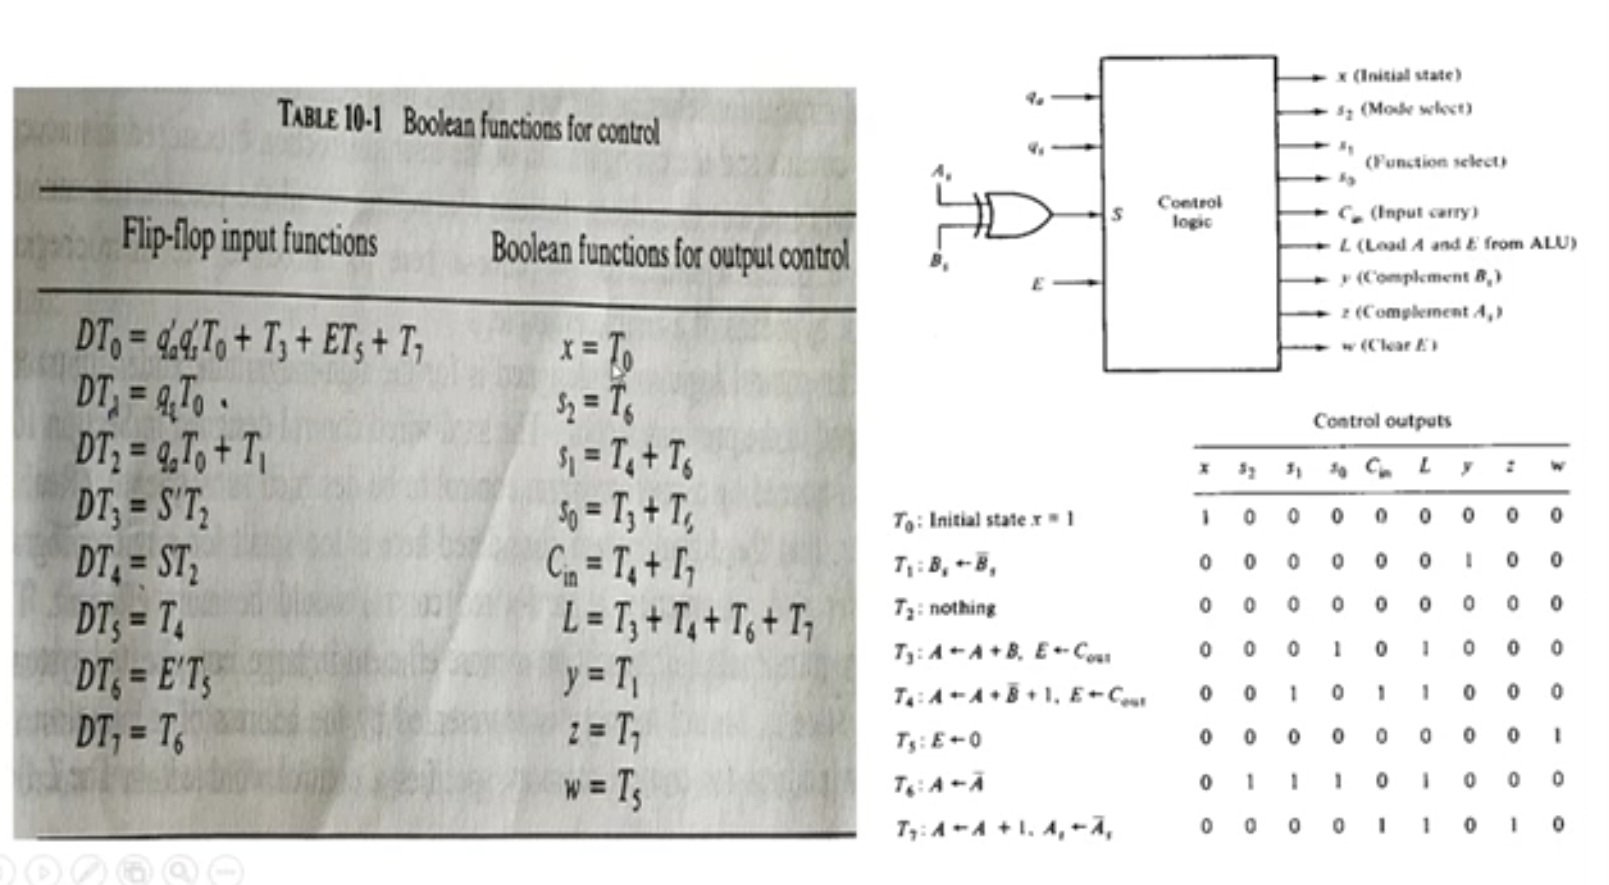 TABLE 10-1 Boolean functions for control
Flip-flop input functions
Boolean functions for output control
DT₀ = q'ₐq'ₛT₀ + T₃ + ET₅ + T₇
x = T₀
DT₁ = qₛT₀
s₂ = T₆
DT₂ = qₐT₀ + T₁
s₁ = T₄ + T₆
DT₃ = S'T₂
s₀ = T₃ + T₆
DT₄ = ST₂
Cᵢₙ = T₄ + T₇
DT₅ = T₄
L = T₃ + T₄ + T₆ + T₇
DT₆ = E'T₅
y = T₁
DT₇ = T₆
z = T₇
w = T₅
qₐ
qₛ
Aₛ
Bₛ
S
E
Control
logic
x (Initial state)
s₂ (Mode select)
s₁
(Function select)
s₀
Cᵢₙ (Input carry)
L (Load A and E from ALU)
y (Complement Bₛ)
z (Complement Aₛ)
w (Clear E)
Control outputs
x s₂ s₁ s₀ Cᵢₙ L y z w
T₀: Initial state x = 1 1 0 0 0 0 0 0 0 0
T₁: Bₛ ← B̅ₛ 0 0 0 0 0 0 1 0 0
T₂: nothing 0 0 0 0 0 0 0 0 0
T₃: A ← A + B, E ← Cₒᵤₜ 0 0 0 1 0 1 0 0 0
T₄: A ← A + B̅ + 1, E ← Cₒᵤₜ 0 0 1 0 1 1 0 0 0
T₅: E ← 0 0 0 0 0 0 0 0 0 1
T₆: A ← A̅ 0 1 1 1 0 1 0 0 0
T₇: A ← A + 1, Aₛ ← A̅ₛ 0 0 0 0 1 1 0 1 0